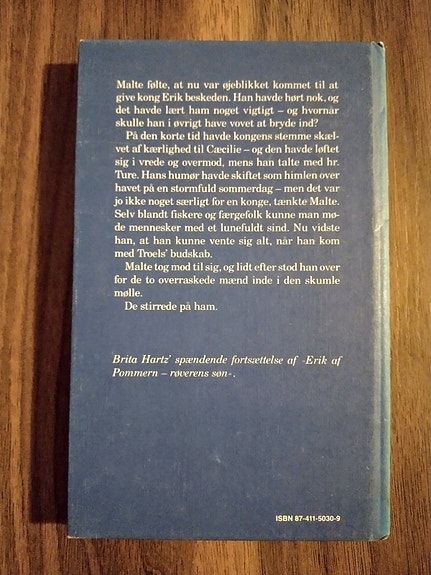 Malte følte, at nu var øjeblikket kommet til at
give kong Erik beskeden. Han havde hørt nok, og
det havde lært ham noget vigtigt – og hvornår
skulle han i øvrigt have vovet at bryde ind?
På den korte tid havde kongens stemme skæl-
vet af kærlighed til Cæcilie – og den havde løftet
sig i vrede og overmod, mens han talte med hr.
Ture. Hans humør havde skiftet som himlen over
havet på en stormfuld sommerdag – men det var
jo ikke noget særligt for en konge, tænkte Malte.
Selv blandt fiskere og færgefolk kunne man mø-
de mennesker med et lunefuldt sind. Nu vidste
han, at han kunne vente sig alt, når han kom
med Troels' budskab.
Malte tog mod til sig, og lidt efter stod han over
for de to overraskede mænd inde i den skumle
mølle.
De stirrede på ham.
Brita Hartz' spændende fortsættelse af »Erik af
Pommern – røverens søn«.
ISBN 87-411-5030-9